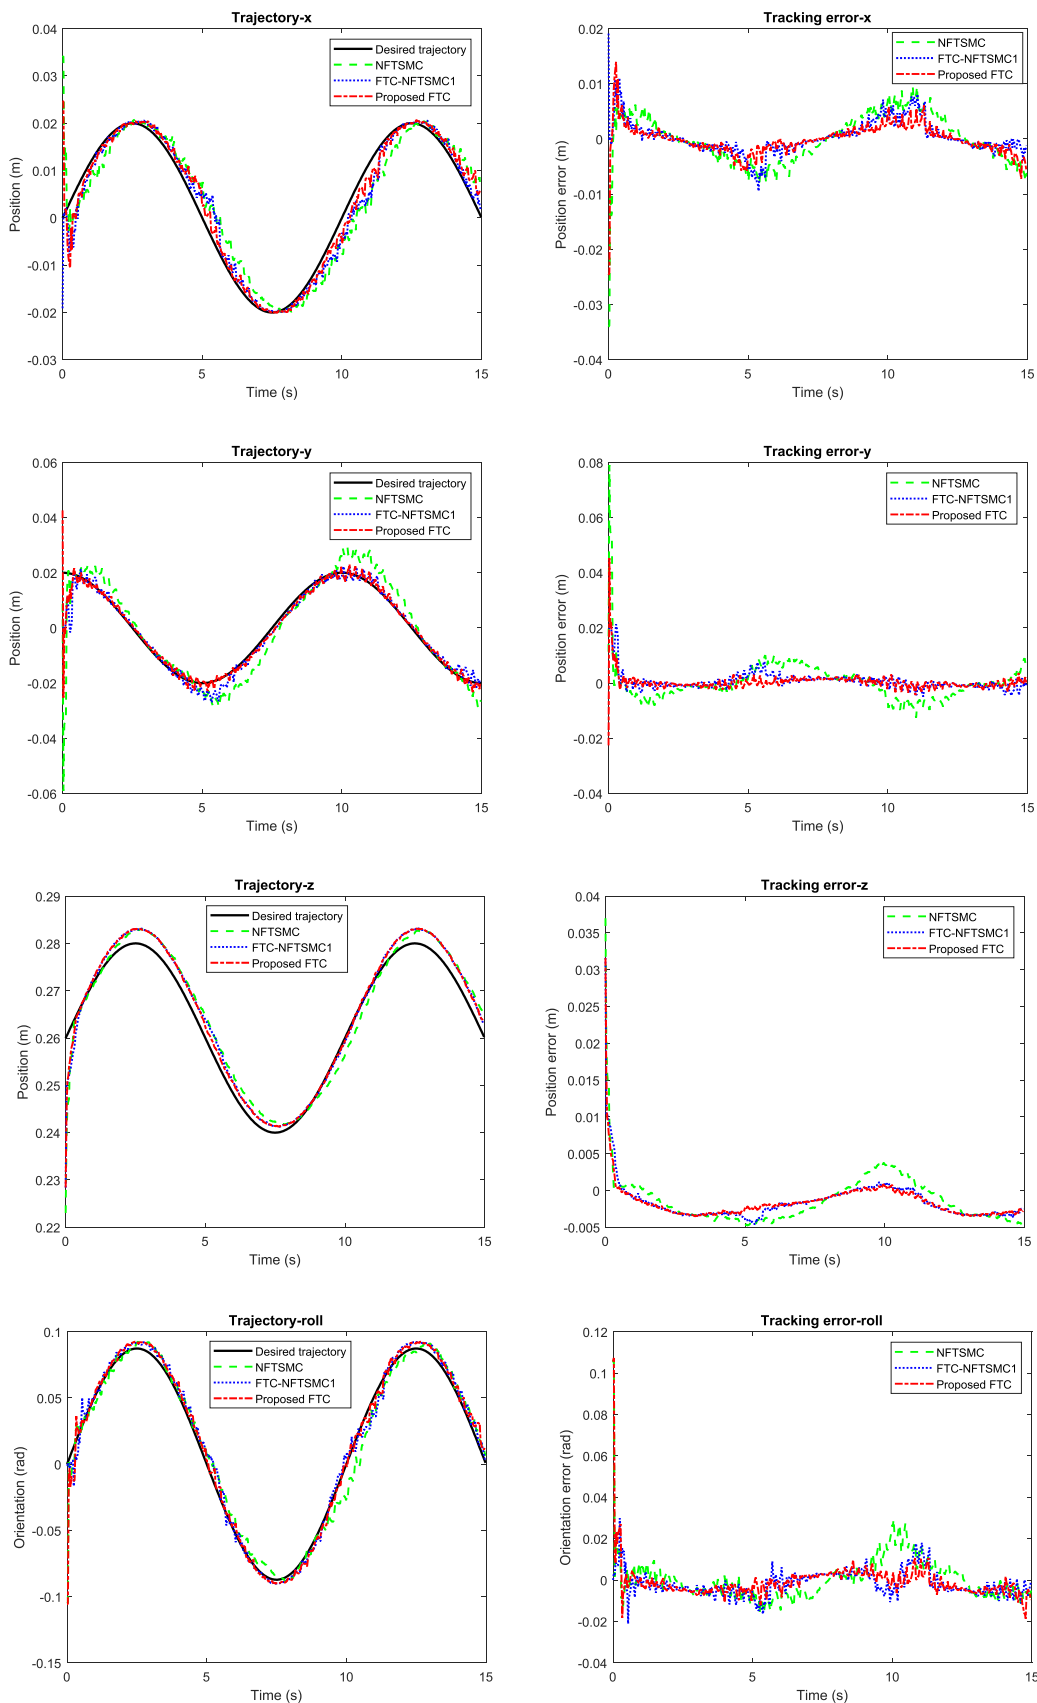 Trajectory-x
0.04
0.03
0.02
0.01
0
-0.01
-0.02
-0.03
Position (m)
0
5
10
15
Time (s)
Desired trajectory
NFTSMC
FTC-NFTSMC1
Proposed FTC
Tracking error-x
0.02
0.01
0
-0.01
-0.02
-0.03
-0.04
Position error (m)
0
5
10
15
Time (s)
NFTSMC
FTC-NFTSMC1
Proposed FTC
Trajectory-y
0.06
0.04
0.02
0
-0.02
-0.04
-0.06
Position (m)
0
5
10
15
Time (s)
Desired trajectory
NFTSMC
FTC-NFTSMC1
Proposed FTC
Tracking error-y
0.08
0.06
0.04
0.02
0
-0.02
-0.04
Position error (m)
0
5
10
15
Time (s)
NFTSMC
FTC-NFTSMC1
Proposed FTC
Trajectory-z
0.29
0.28
0.27
0.26
0.25
0.24
0.23
0.22
Position (m)
0
5
10
15
Time (s)
Desired trajectory
NFTSMC
FTC-NFTSMC1
Proposed FTC
Tracking error-z
0.04
0.035
0.03
0.025
0.02
0.015
0.01
0.005
0
-0.005
Position error (m)
0
5
10
15
Time (s)
NFTSMC
FTC-NFTSMC1
Proposed FTC
Trajectory-roll
0.1
0.05
0
-0.05
-0.1
-0.15
Orientation (rad)
0
5
10
15
Time (s)
Desired trajectory
NFTSMC
FTC-NFTSMC1
Proposed FTC
Tracking error-roll
0.12
0.1
0.08
0.06
0.04
0.02
0
-0.02
-0.04
Orientation error (rad)
0
5
10
15
Time (s)
NFTSMC
FTC-NFTSMC1
Proposed FTC